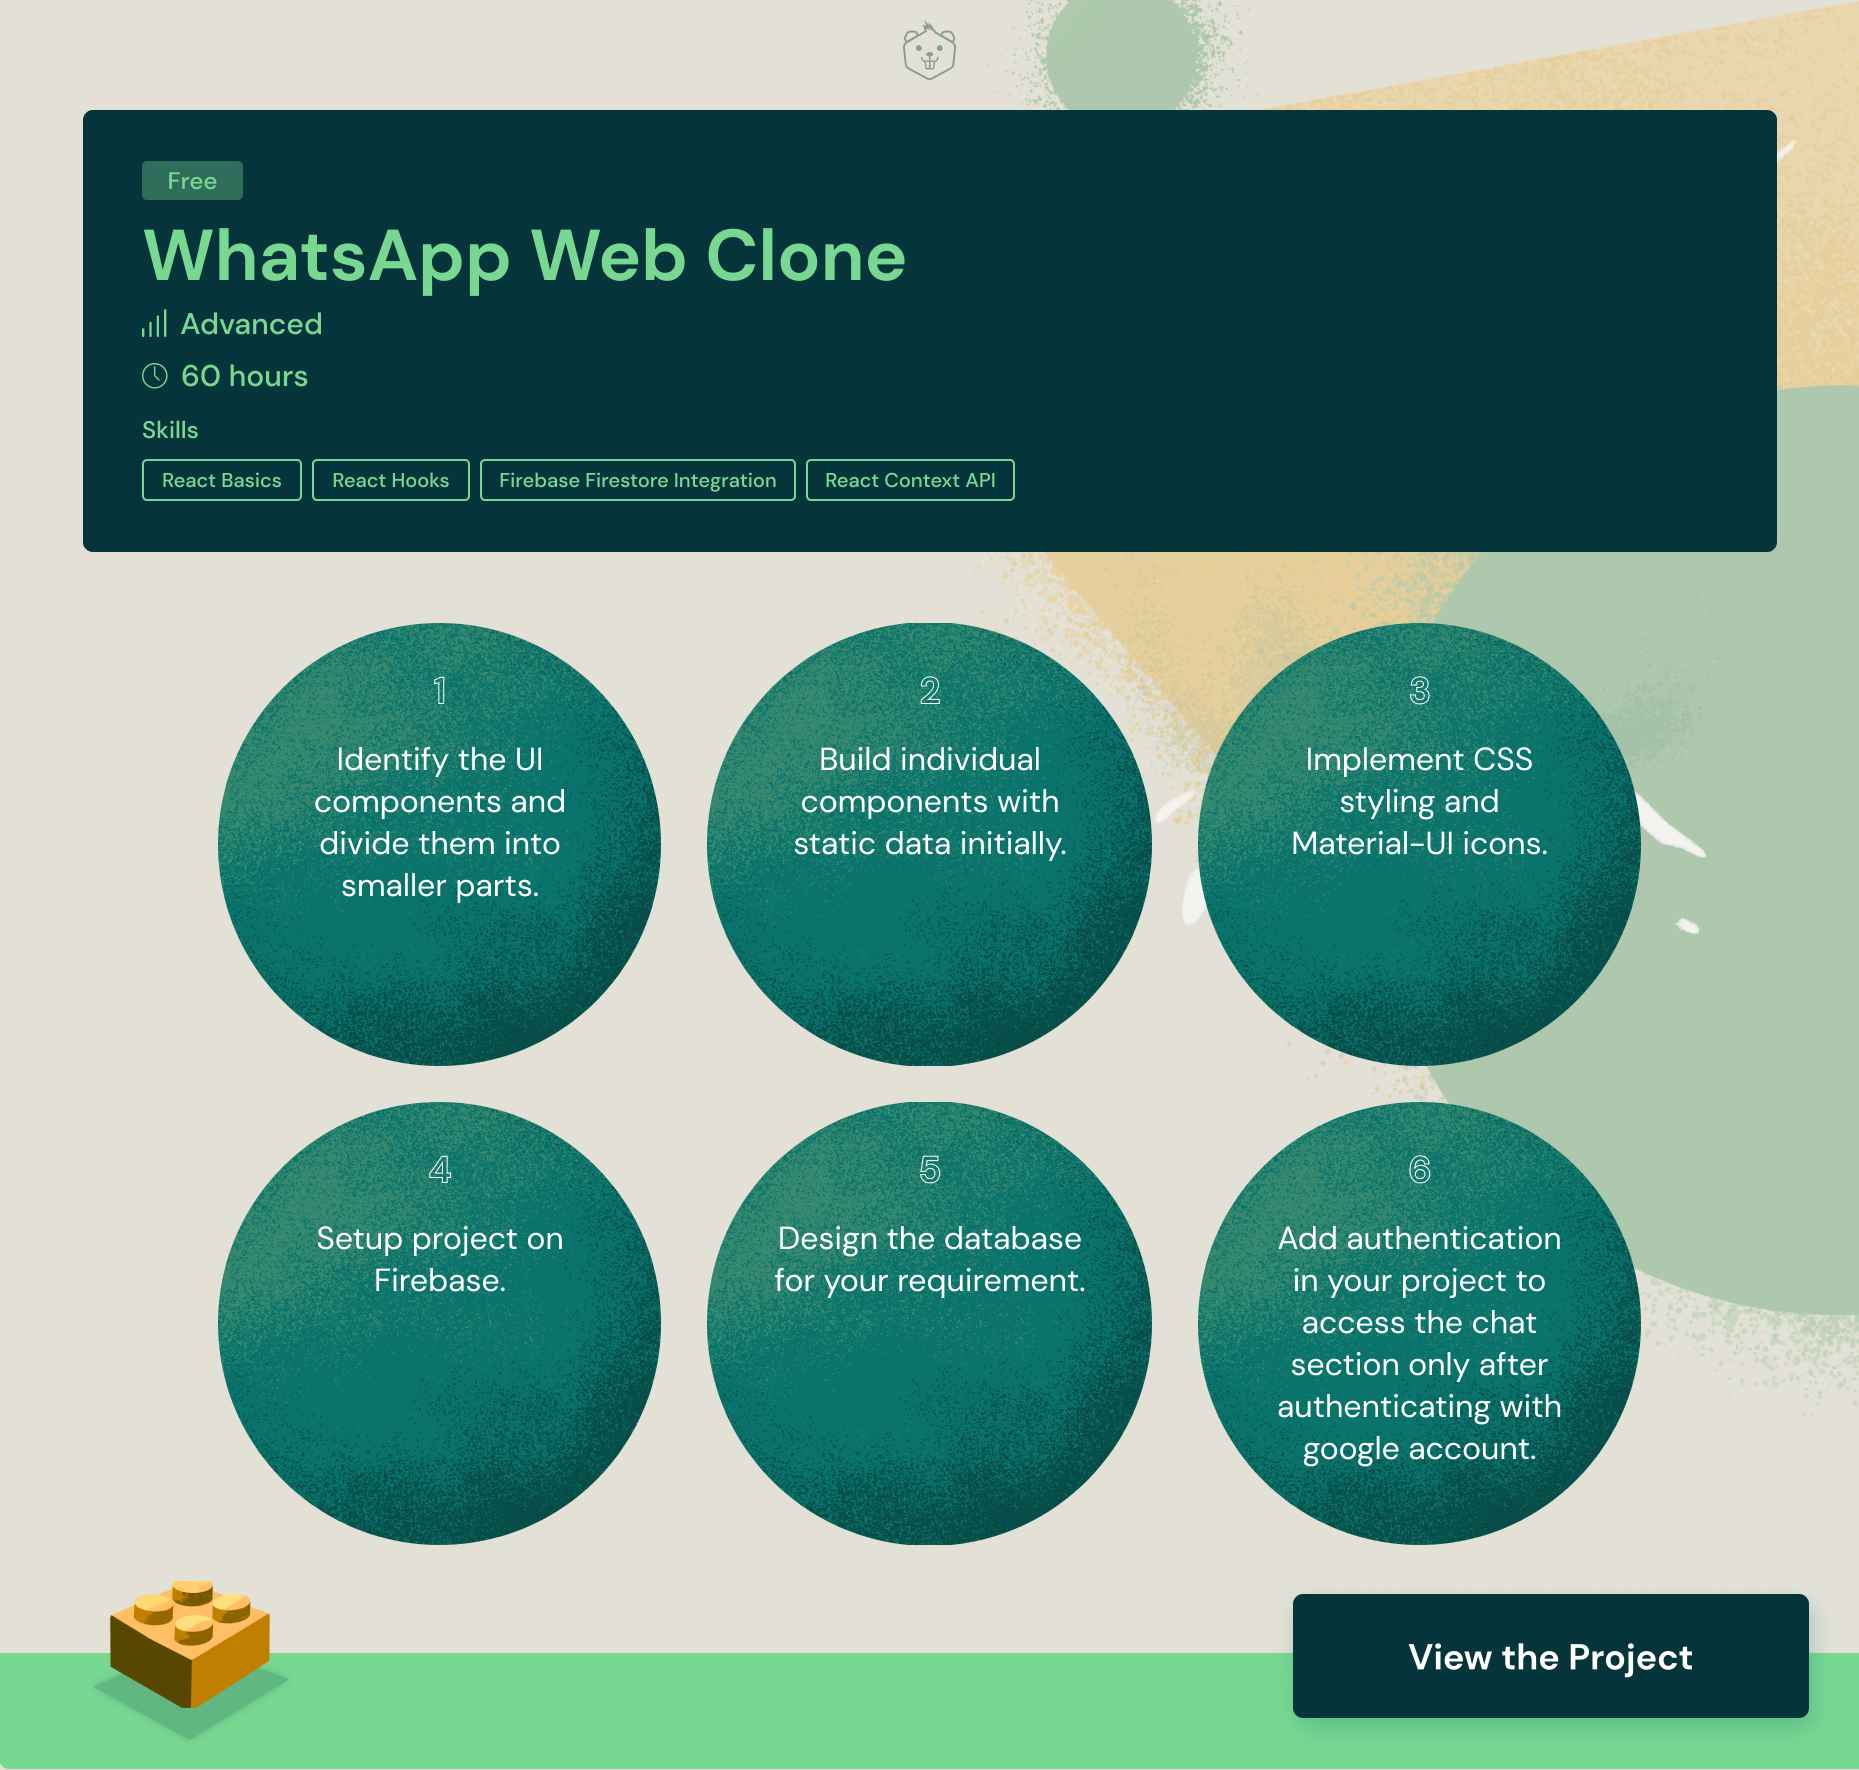 Free
WhatsApp Web Clone
Advanced
60 hours
Skills
React Basics
React Hooks
Firebase Firestore Integration
React Context API
1
Identify the UI
components and
divide them into
smaller parts.
2
Build individual
components with
static data initially.
3
Implement CSS
styling and
Material-UI icons.
4
Setup project on
Firebase.
5
Design the database
for your requirement.
6
Add authentication
in your project to
access the chat
section only after
authenticating with
google account.
View the Project